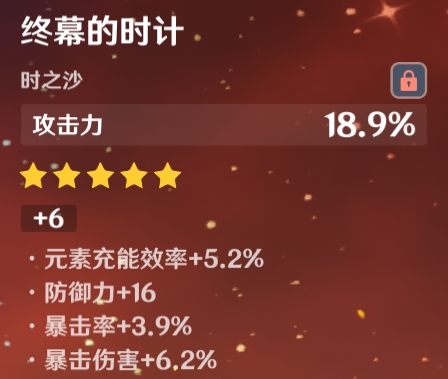 终幕的时计
时之沙
攻击力 18.9%
+6
·元素充能效率+5.2%
·防御力+16
·暴击率+3.9%
·暴击伤害+6.2%